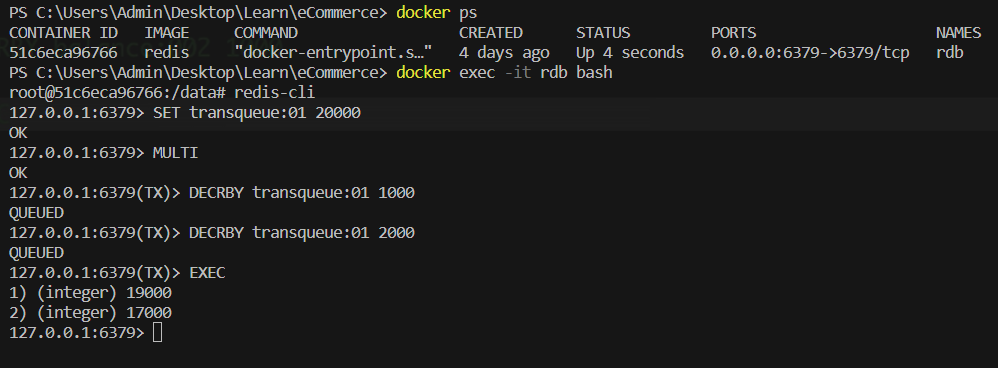 PS C:\Users\Admin\Desktop\Learn\eCommerce> docker ps
CONTAINER ID   IMAGE     COMMAND                  CREATED      STATUS         PORTS                    NAMES
51c6eca96766   redis     "docker-entrypoint.s…"   4 days ago   Up 4 seconds   0.0.0.0:6379->6379/tcp   rdb
PS C:\Users\Admin\Desktop\Learn\eCommerce> docker exec -it rdb bash
root@51c6eca96766:/data# redis-cli
127.0.0.1:6379> SET transqueue:01 20000
OK
127.0.0.1:6379> MULTI
OK
127.0.0.1:6379(TX)> DECRBY transqueue:01 1000
QUEUED
127.0.0.1:6379(TX)> DECRBY transqueue:01 2000
QUEUED
127.0.0.1:6379(TX)> EXEC
1) (integer) 19000
2) (integer) 17000
127.0.0.1:6379>